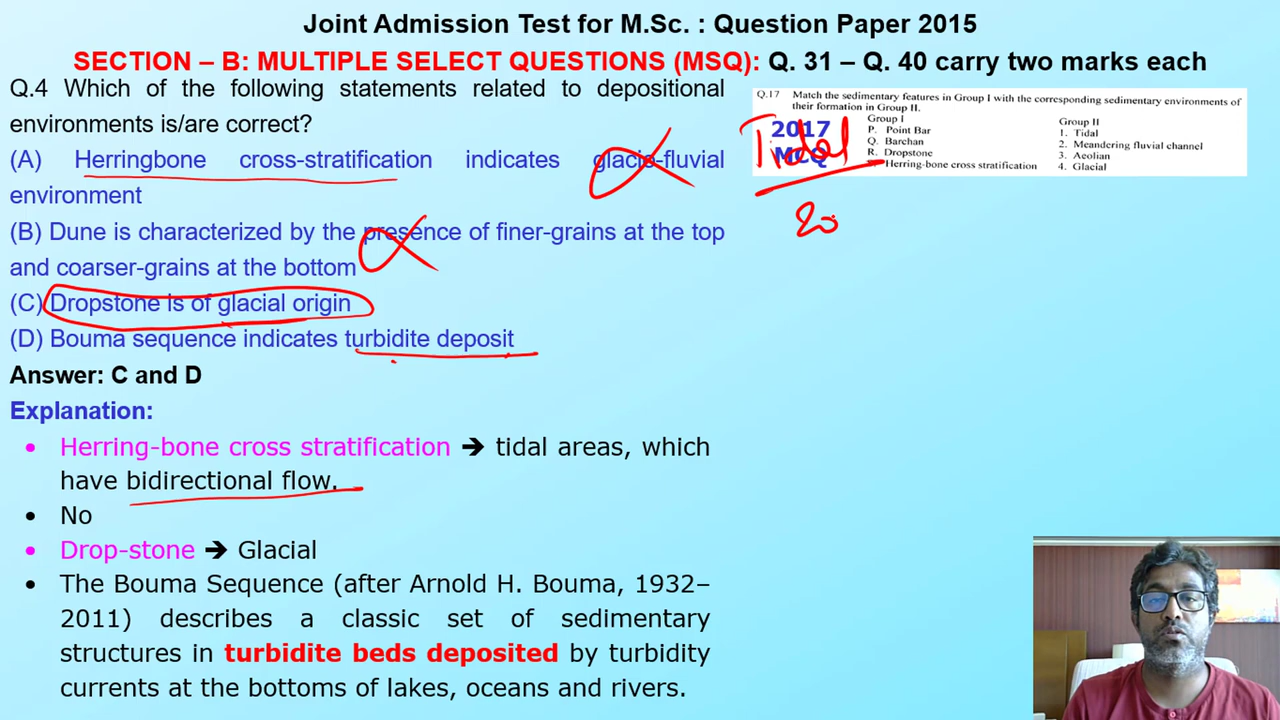 Joint Admission Test for M.Sc. : Question Paper 2015
SECTION – B: MULTIPLE SELECT QUESTIONS (MSQ): Q. 31 – Q. 40 carry two marks each
Q.4 Which of the following statements related to depositional
environments is/are correct?
(A) Herringbone cross-stratification indicates glacio-fluvial
environment
(B) Dune is characterized by the presence of finer-grains at the top
and coarser-grains at the bottom
(C) Dropstone is of glacial origin
(D) Bouma sequence indicates turbidite deposit
Answer: C and D
Explanation:
• Herring-bone cross stratification ➔ tidal areas, which
have bidirectional flow.
• No
• Drop-stone ➔ Glacial
• The Bouma Sequence (after Arnold H. Bouma, 1932–
2011) describes a classic set of sedimentary
structures in turbidite beds deposited by turbidity
currents at the bottoms of lakes, oceans and rivers.
Q.17 Match the sedimentary features in Group I with the corresponding sedimentary environments of
their formation in Group II.
Group I
P. Point Bar
Q. Barchan
R. Dropstone
Herring-bone cross stratification
Group II
1. Tidal
2. Meandering fluvial channel
3. Aeolian
4. Glacial
2017
MCQ
Tidal